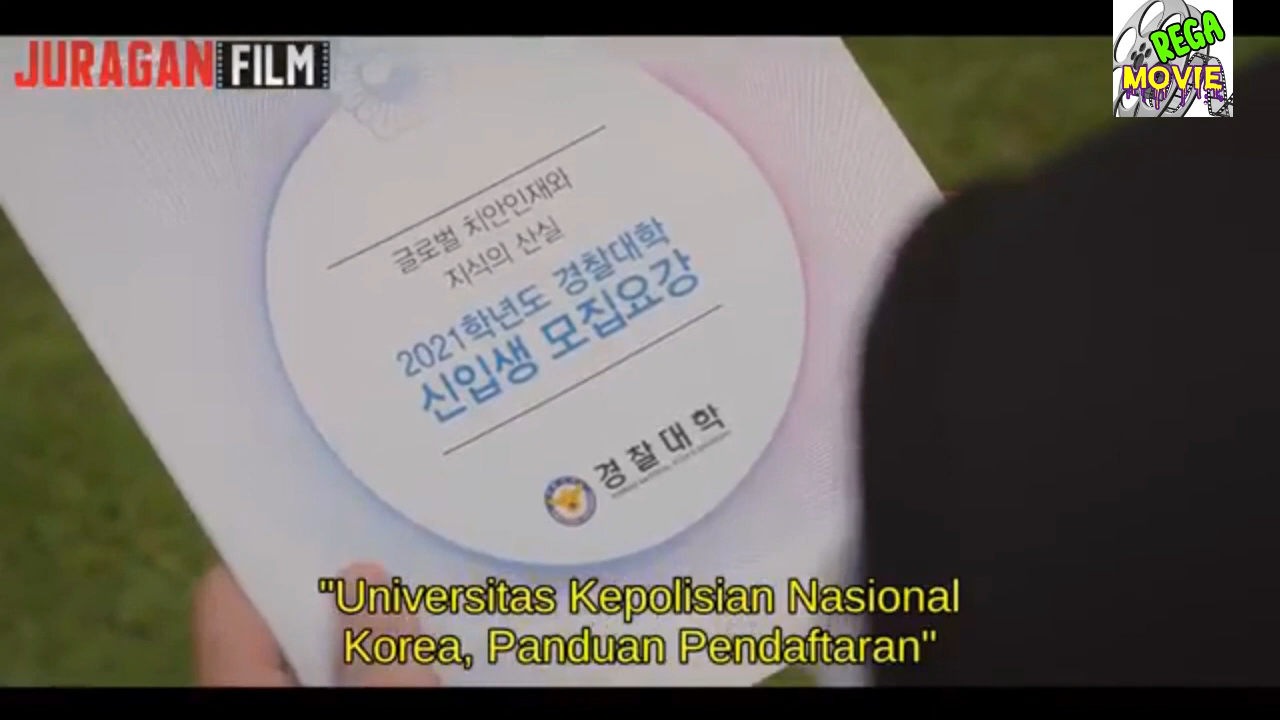 JURAGAN FILM
REGA
MOVIE
글로벌 치안인재와
지식의 산실
2021학년도 경찰대학
신입생 모집요강
경찰대학
"Universitas Kepolisian Nasional
Korea, Panduan Pendaftaran"